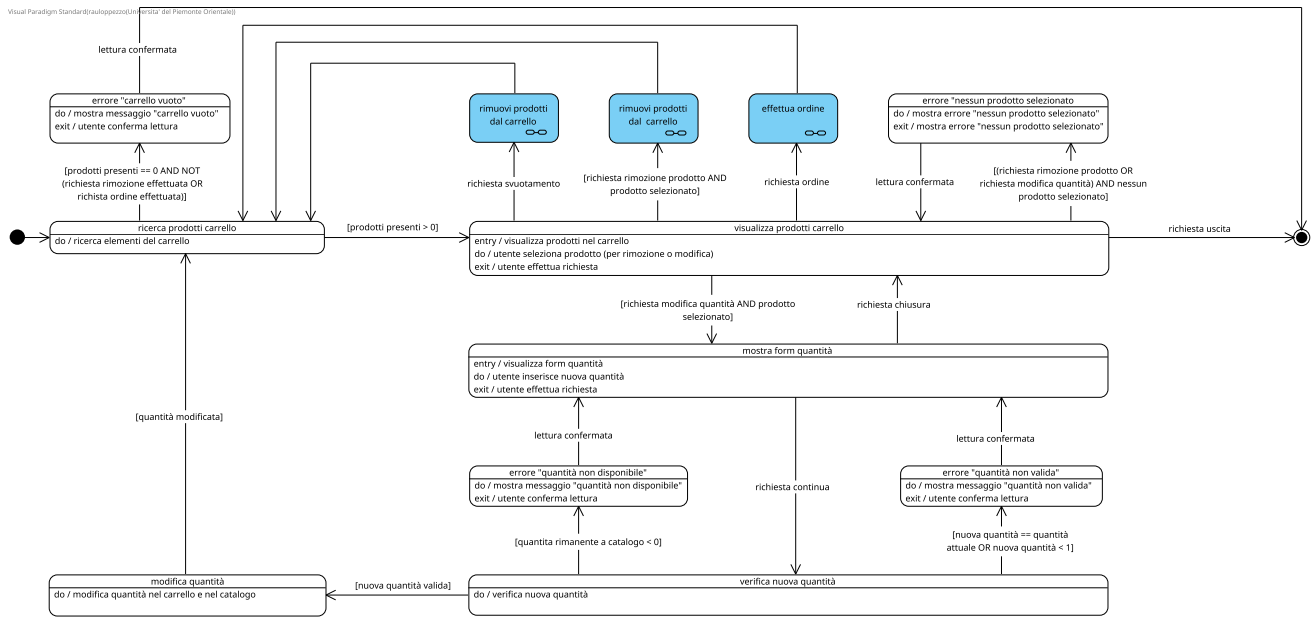 Visual Paradigm Standard(rauloppezzo(Universita' del Piemonte Orientale))
lettura confermata
errore "carrello vuoto"
do / mostra messaggio "carrello vuoto"
exit / utente conferma lettura
rimuovi prodotti
dal carrello
rimuovi prodotti
dal carrello
effettua ordine
errore "nessun prodotto selezionato
do / mostra errore "nessun prodotto selezionato"
exit / mostra errore "nessun prodotto selezionato"
[prodotti presenti == 0 AND NOT
(richiesta rimozione effettuata OR
richista ordine effettuata)]
richiesta svuotamento
[richiesta rimozione prodotto AND
prodotto selezionato]
richiesta ordine
lettura confermata
[(richiesta rimozione prodotto OR
richiesta modifica quantità) AND nessun
prodotto selezionato]
ricerca prodotti carrello
do / ricerca elementi del carrello
[prodotti presenti > 0]
visualizza prodotti carrello
entry / visualizza prodotti nel carrello
do / utente seleziona prodotto (per rimozione o modifica)
exit / utente effettua richiesta
richiesta uscita
[richiesta modifica quantità AND prodotto
selezionato]
richiesta chiusura
mostra form quantità
entry / visualizza form quantità
do / utente inserisce nuova quantità
exit / utente effettua richiesta
[quantità modificata]
lettura confermata
lettura confermata
errore "quantità non disponibile"
do / mostra messaggio "quantità non disponibile"
exit / utente conferma lettura
richiesta continua
errore "quantità non valida"
do / mostra messaggio "quantità non valida"
exit / utente conferma lettura
[quantita rimanente a catalogo < 0]
[nuova quantità == quantità
attuale OR nuova quantità < 1]
modifica quantità
do / modifica quantità nel carrello e nel catalogo
[nuova quantità valida]
verifica nuova quantità
do / verifica nuova quantità